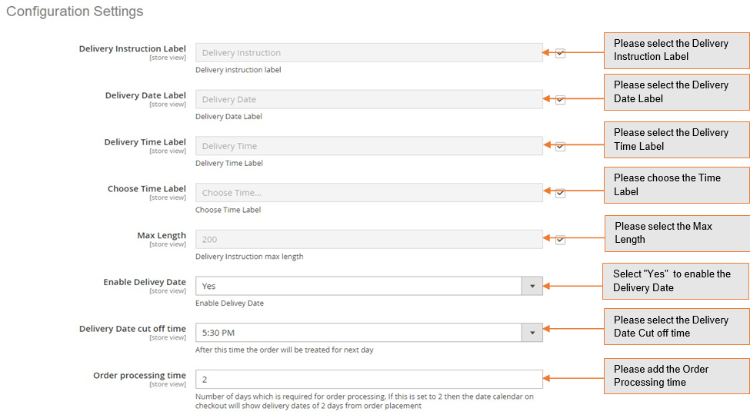 Configuration Settings
Delivery Instruction Label
[store view]
Delivery Instruction
Delivery instruction label
Please select the Delivery
Instruction Label
Delivery Date Label
[store view]
Delivery Date
Delivery Date Label
Please select the Delivery
Date Label
Delivery Time Label
[store view]
Delivery Time
Delivery Time Label
Please select the Delivery
Time Label
Choose Time Label
[store view]
Choose Time...
Choose Time Label
Please choose the Time
Label
Max Length
[store view]
200
Delivery Instruction max length
Please select the Max
Length
Enable Delivey Date
[store view]
Yes
Enable Delivey Date
Select "Yes" to enable the
Delivery Date
Delivery Date cut off time
[store view]
5:30 PM
After this time the order will be treated for next day
Please select the Delivery
Date Cut off time
Order processing time
[store view]
2
Number of days which is required for order processing. If this is set to 2 then the date calendar on
checkout will show delivery dates of 2 days from order placement
Please add the Order
Processing time